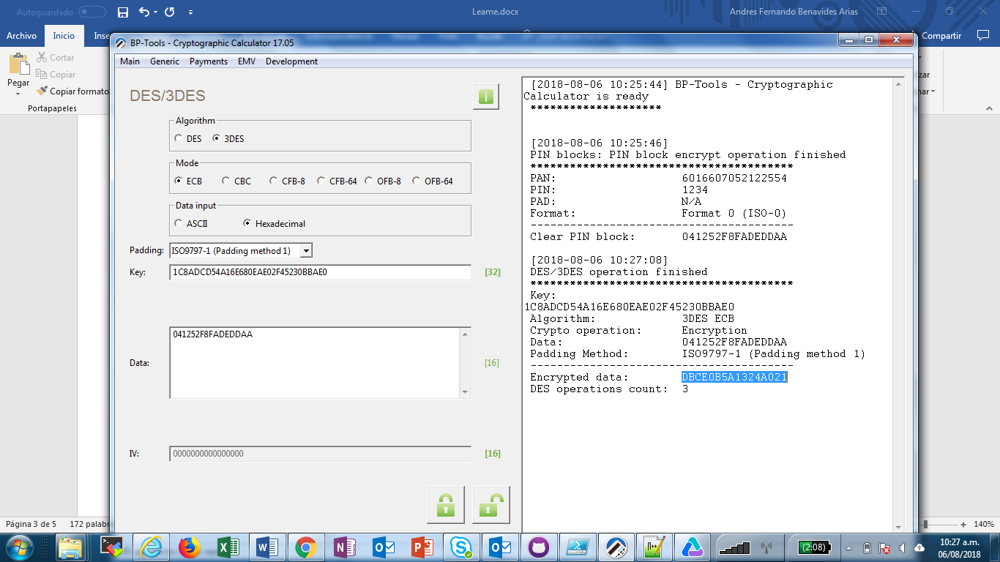 Autoguardado
Leame.docx
Andres Fernando Benavides Arias
Archivo
Inicio
Compartir
Pegar
Cortar
Copiar
Copiar formato
Portapapeles
BP-Tools - Cryptographic Calculator 17.05
Main Generic Payments EMV Development
DES/3DES
Algorithm
DES 3DES
Mode
ECB CBC CFB-8 CFB-64 OFB-8 OFB-64
Data input
ASCII Hexadecimal
Padding: ISO9797-1 (Padding method 1)
Key: 1C8ADCD54A16E680EAE02F45230BBAE0 [32]
041252F8FADEDDAA
Data: [16]
IV: 0000000000000000 [16]
[2018-08-06 10:25:44] BP-Tools - Cryptographic
Calculator is ready
********************
[2018-08-06 10:25:46]
PIN blocks: PIN block encrypt operation finished
****************************************
PAN: 6016607052122554
PIN: 1234
PAD: N/A
Format: Format 0 (ISO-0)
----------------------------------------
Clear PIN block: 041252F8FADEDDAA
[2018-08-06 10:27:08]
DES/3DES operation finished
****************************************
Key:
1C8ADCD54A16E680EAE02F45230BBAE0
Algorithm: 3DES ECB
Crypto operation: Encryption
Data: 041252F8FADEDDAA
Padding Method: ISO9797-1 (Padding method 1)
----------------------------------------
Encrypted data: DBCE0B5A1324A021
DES operations count: 3
Página 3 de 5 172 palabr
140%
(2:08)
10:27 a.m.
06/08/2018